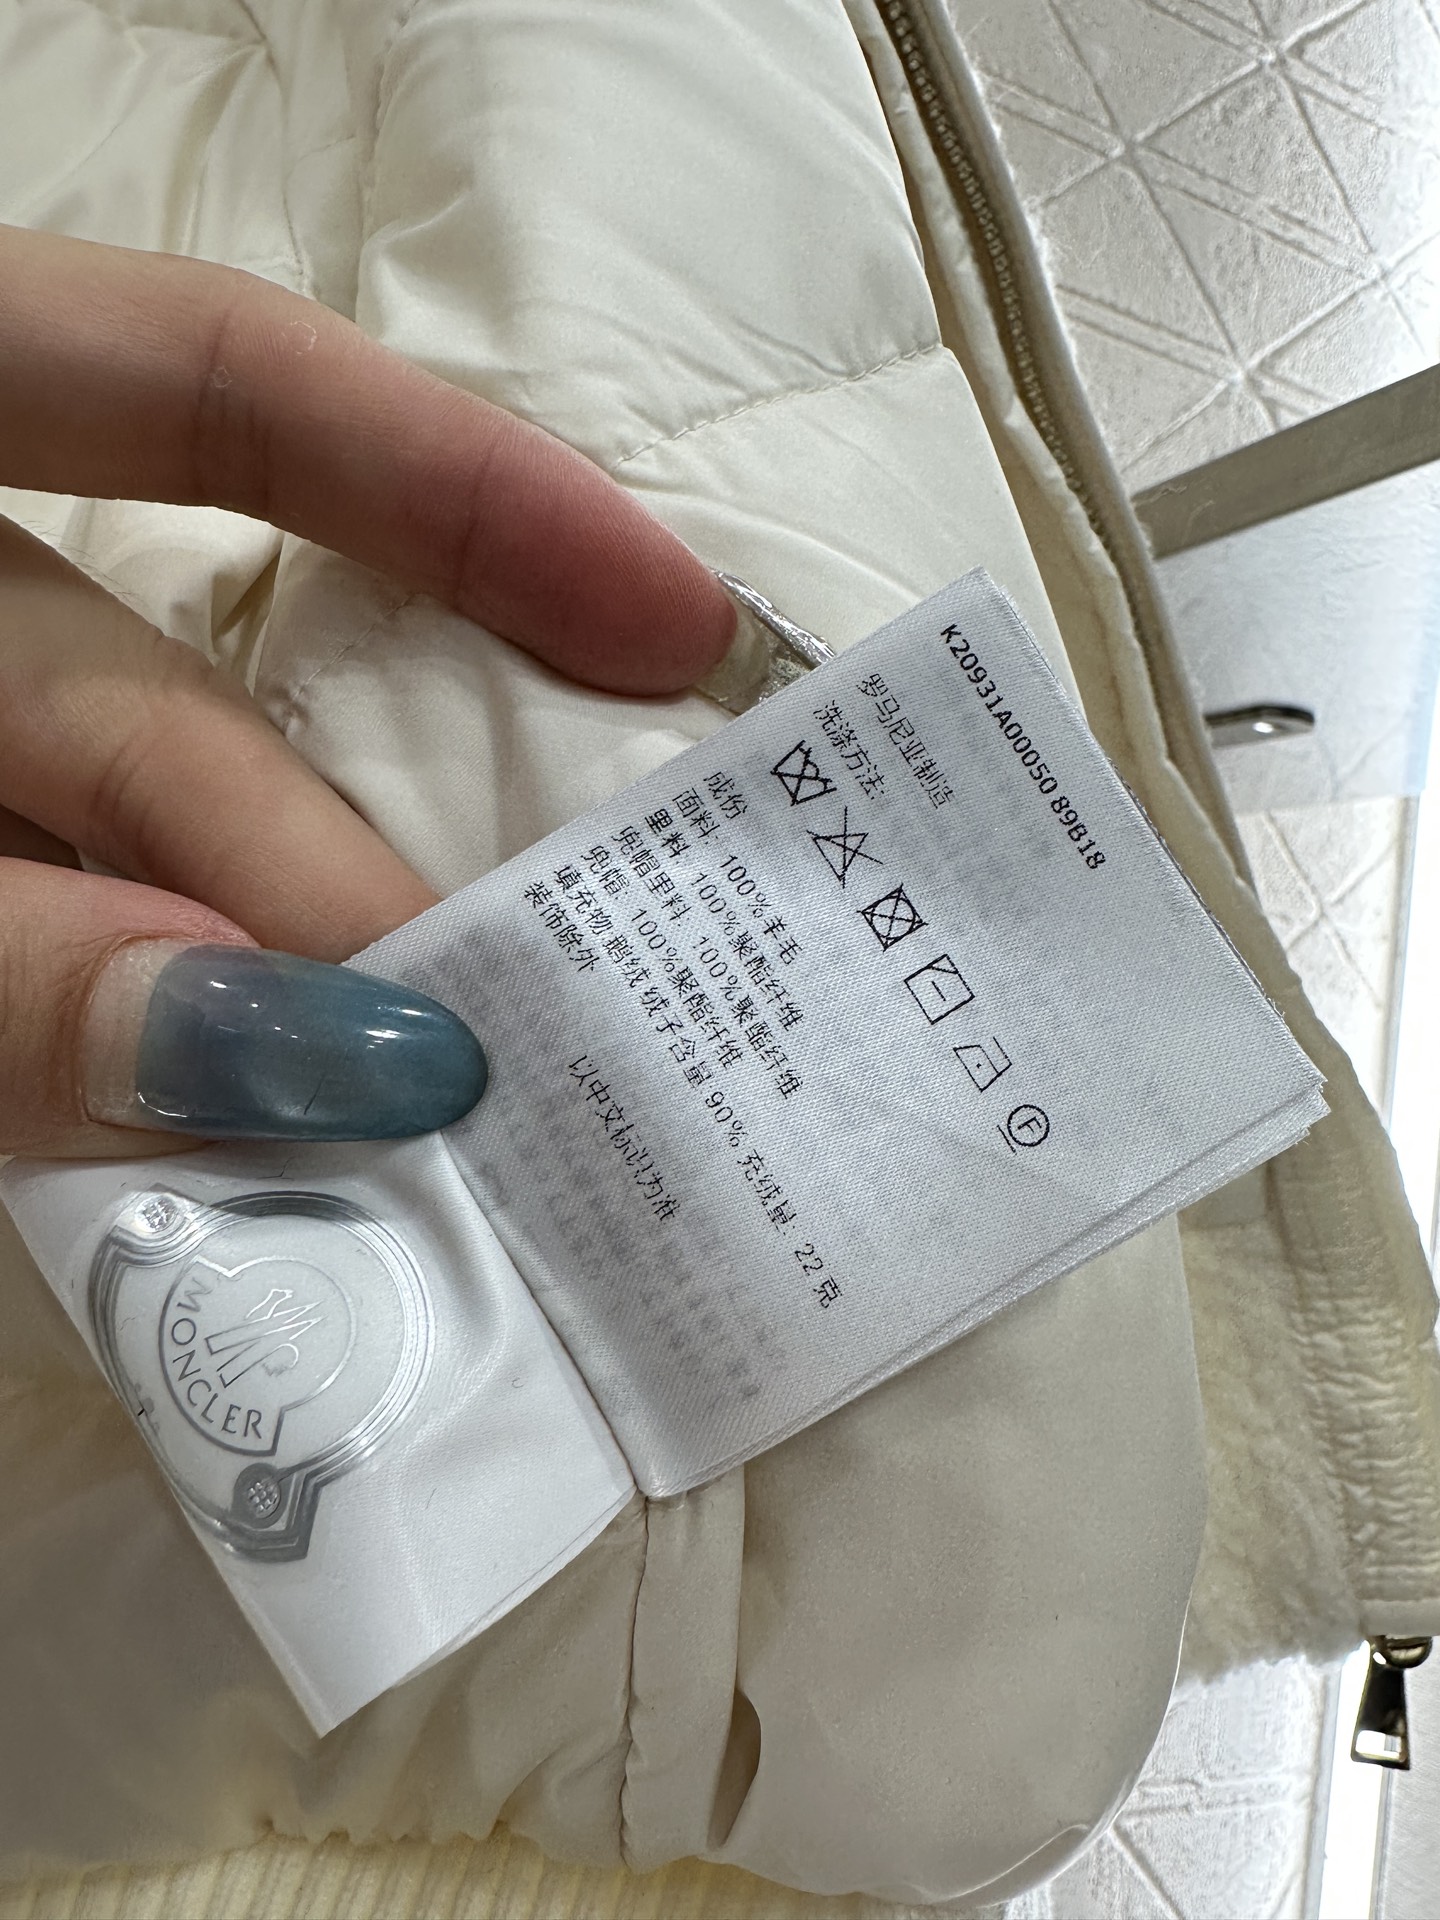 K20931A00050 89B18
罗马尼亚制造
洗涤方法:
F
成份
面料: 100%羊毛
里料: 100%聚酯纤维
兜帽里料: 100%聚酯纤维
兜帽: 100%聚酯纤维
填充物 鹅绒 绒子含量 90% 充绒量: 22 克
装饰除外
以中文标识为准
MONCLER